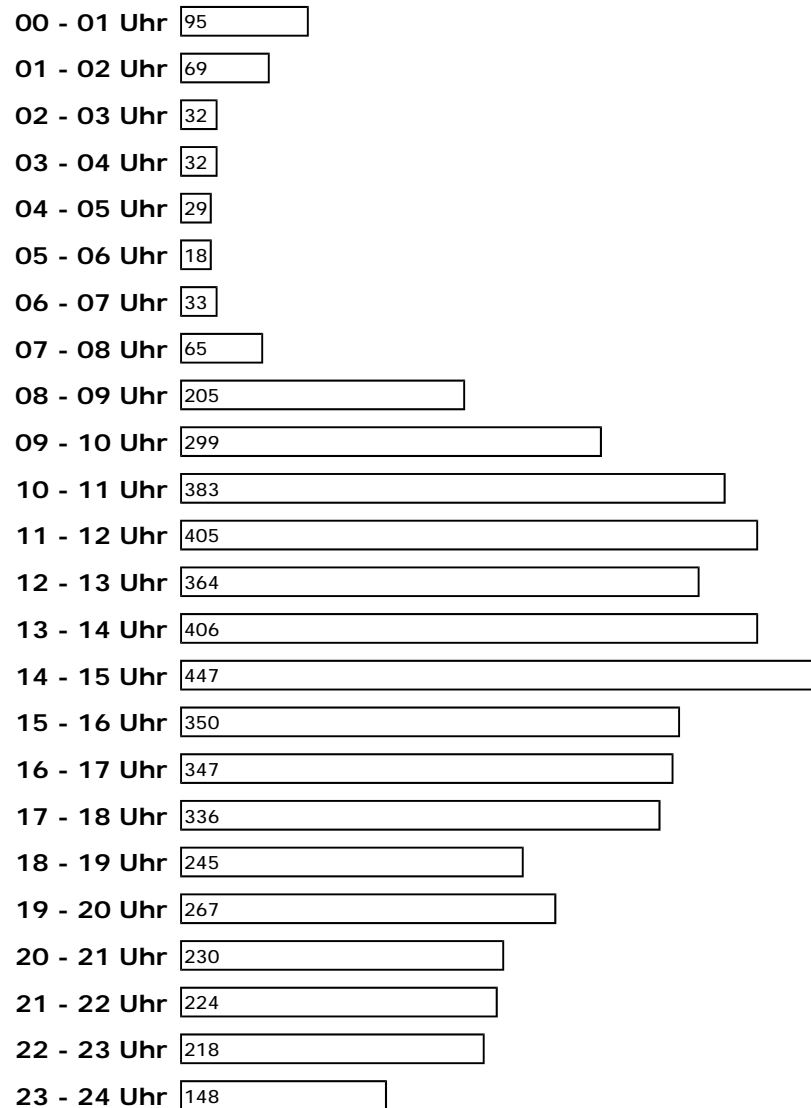 00 - 01 Uhr 95
01 - 02 Uhr 69
02 - 03 Uhr 32
03 - 04 Uhr 32
04 - 05 Uhr 29
05 - 06 Uhr 18
06 - 07 Uhr 33
07 - 08 Uhr 65
08 - 09 Uhr 205
09 - 10 Uhr 299
10 - 11 Uhr 383
11 - 12 Uhr 405
12 - 13 Uhr 364
13 - 14 Uhr 406
14 - 15 Uhr 447
15 - 16 Uhr 350
16 - 17 Uhr 347
17 - 18 Uhr 336
18 - 19 Uhr 245
19 - 20 Uhr 267
20 - 21 Uhr 230
21 - 22 Uhr 224
22 - 23 Uhr 218
23 - 24 Uhr 148